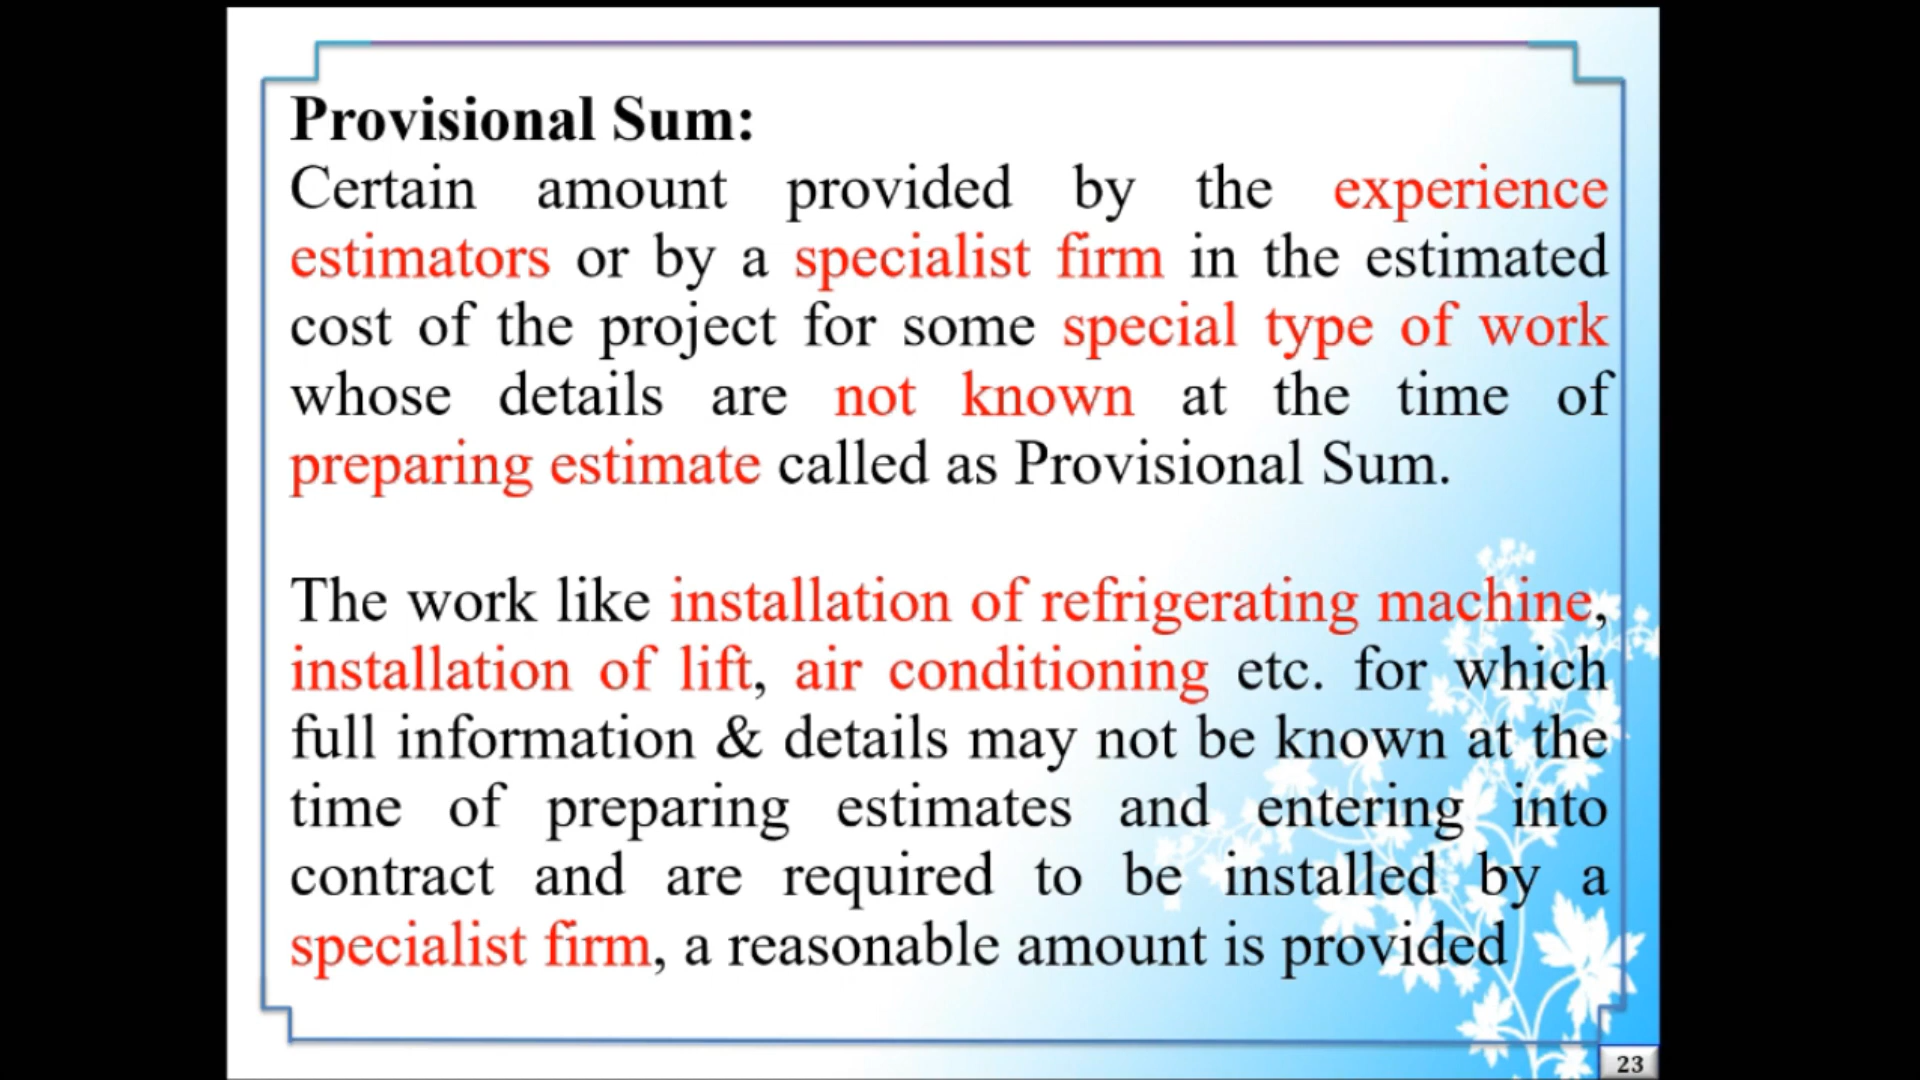 Provisional Sum:
Certain amount provided by the experience
estimators or by a specialist firm in the estimated
cost of the project for some special type of work
whose details are not known at the time of
preparing estimate called as Provisional Sum.
The work like installation of refrigerating machine,
installation of lift, air conditioning etc. for which
full information & details may not be known at the
time of preparing estimates and entering into
contract and are required to be installed by a
specialist firm, a reasonable amount is provided
23